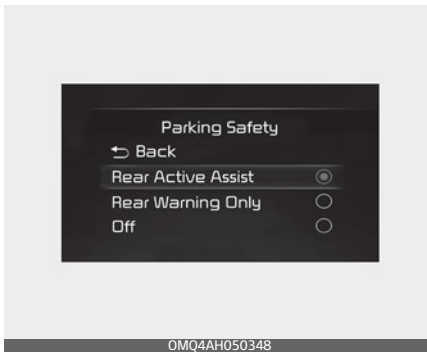 Parking Safety
Back
Rear Active Assist
Rear Warning Only
Off
OMQ4AH050348